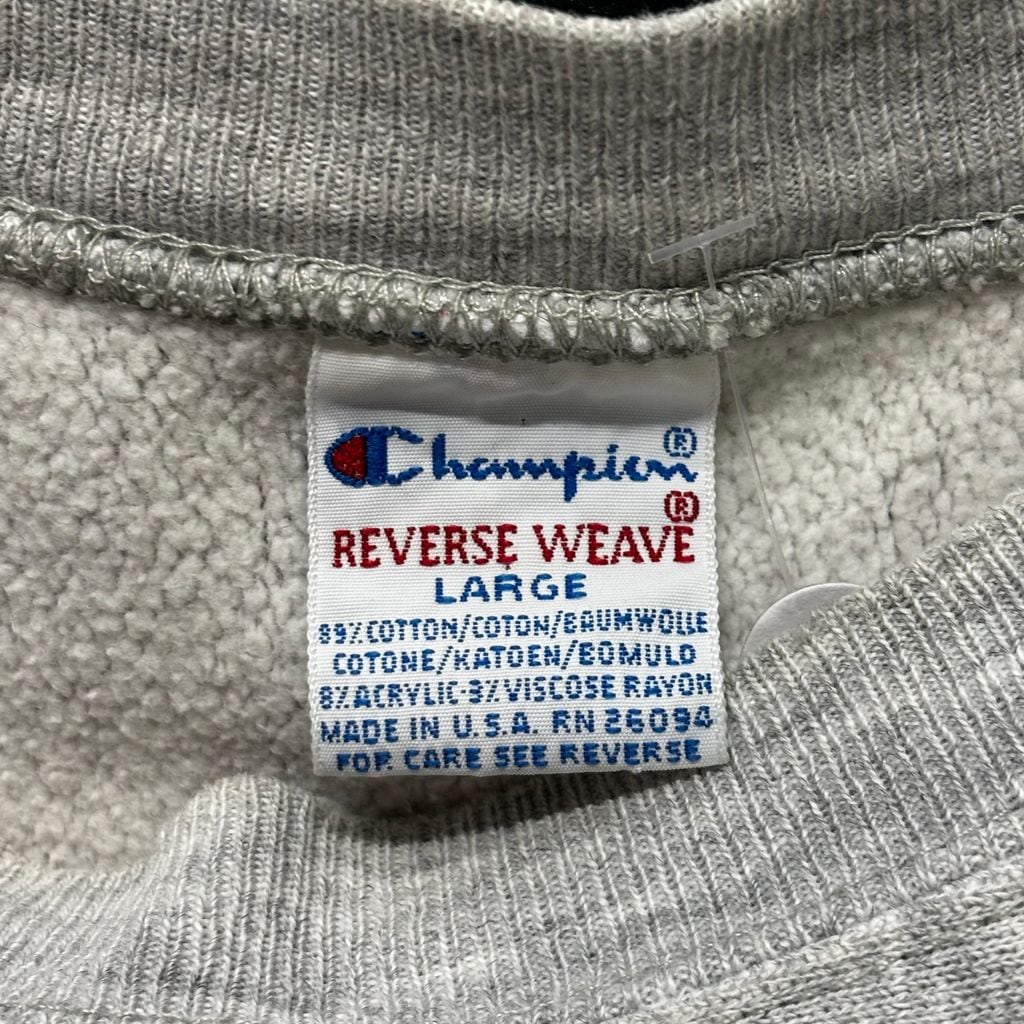 Champion®
REVERSE WEAVE®
LARGE
89% COTTON/COTON/BAUMWOLLE
COTONE/KATOEN/BOMULD
8% ACRYLIC-3% VISCOSE RAYON
MADE IN U.S.A. RN 26094
FOR CARE SEE REVERSE